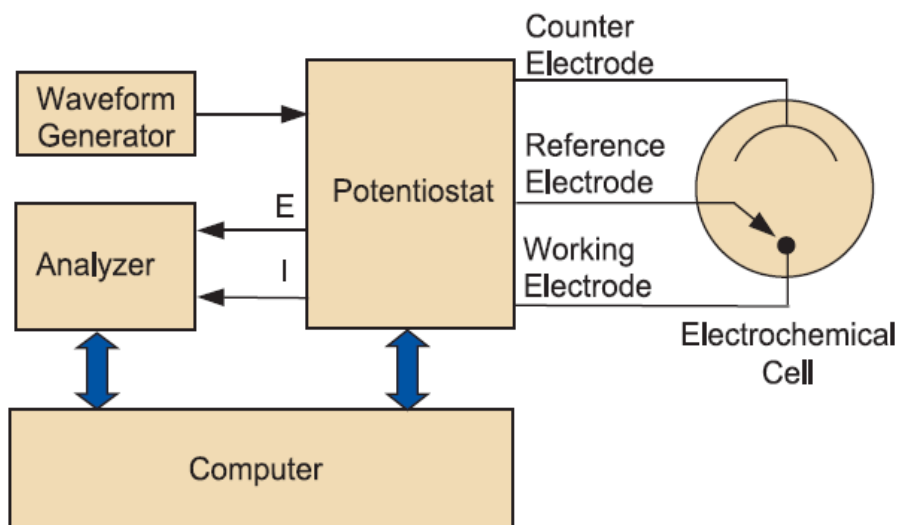 Counter
Electrode
Waveform
Generator
Reference
Electrode
Potentiostat
E
Analyzer
I
Working
Electrode
Electrochemical
Cell
Computer